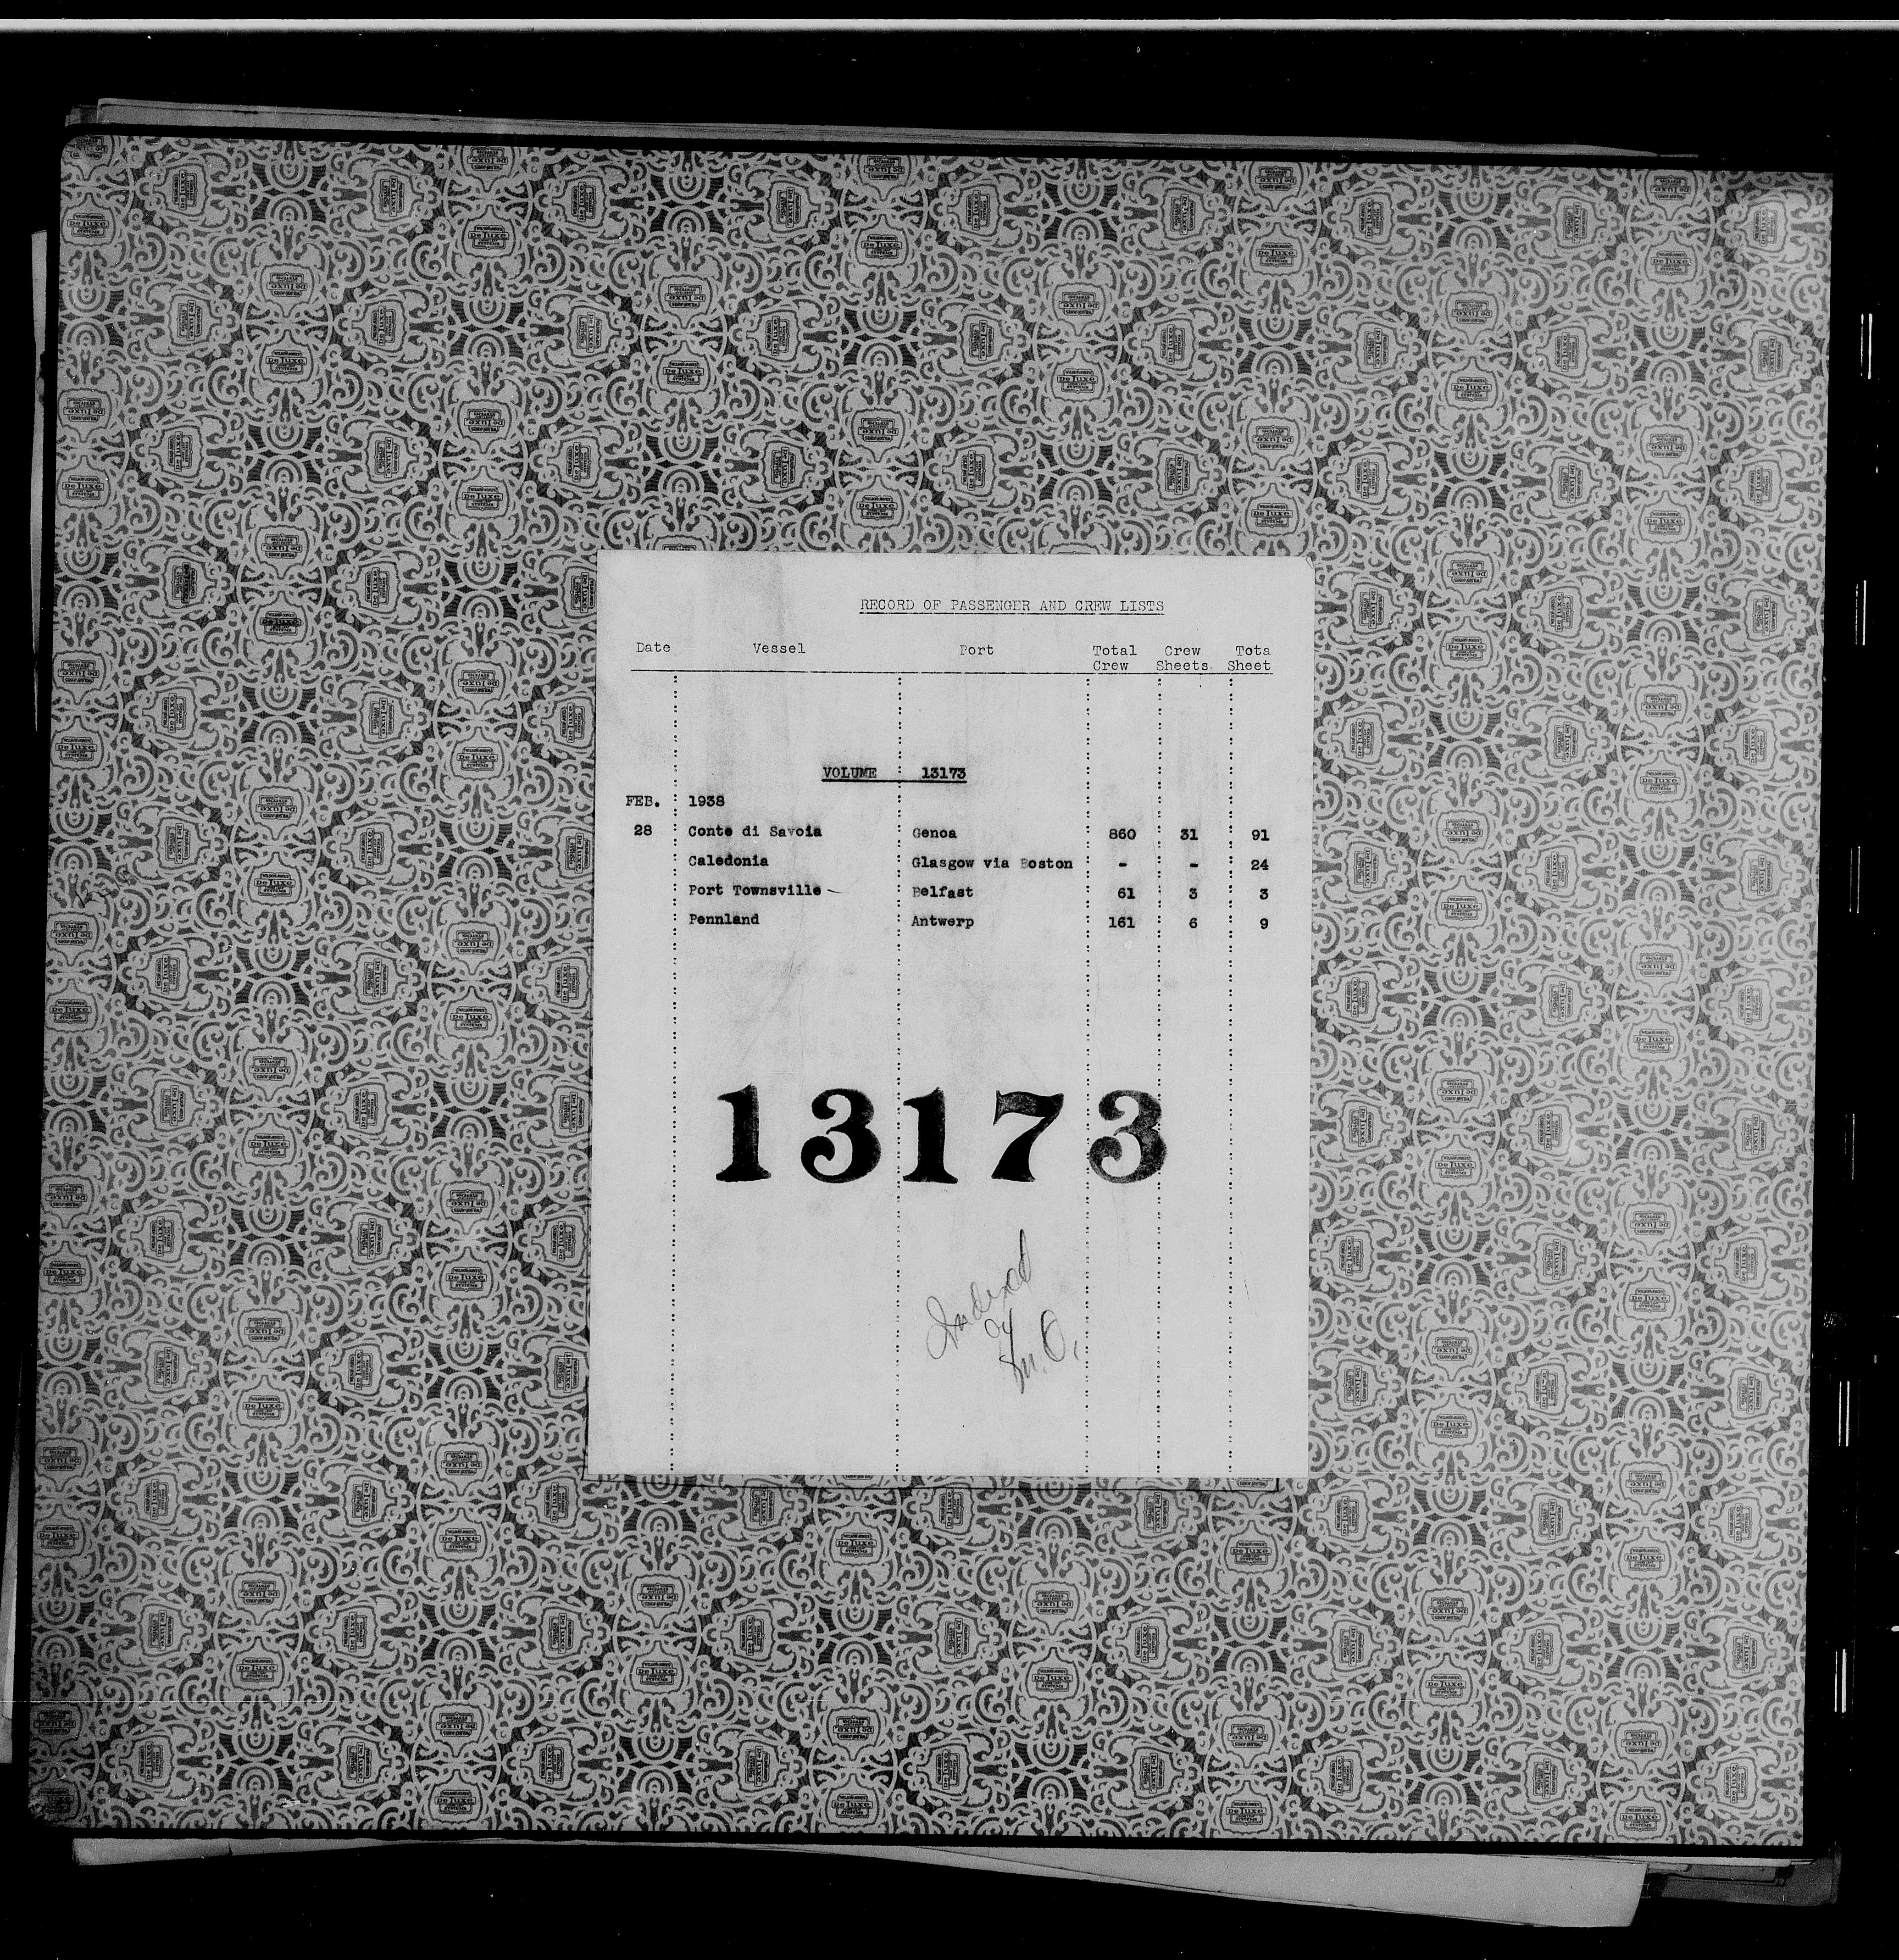 RECORD OF PASSENGER AND CREW LISTS
Date Vessel Port Total Crew Crew Sheets Tota Sheet
VOLUME 13173
FEB. 1938
28 Conte di Savoia Genoa 860 31 91
Caledonia Glasgow via Boston - - 24
Port Townsville - Belfast 61 3 3
Pennland Antwerp 161 6 9
13173
Indexed
De Luxe